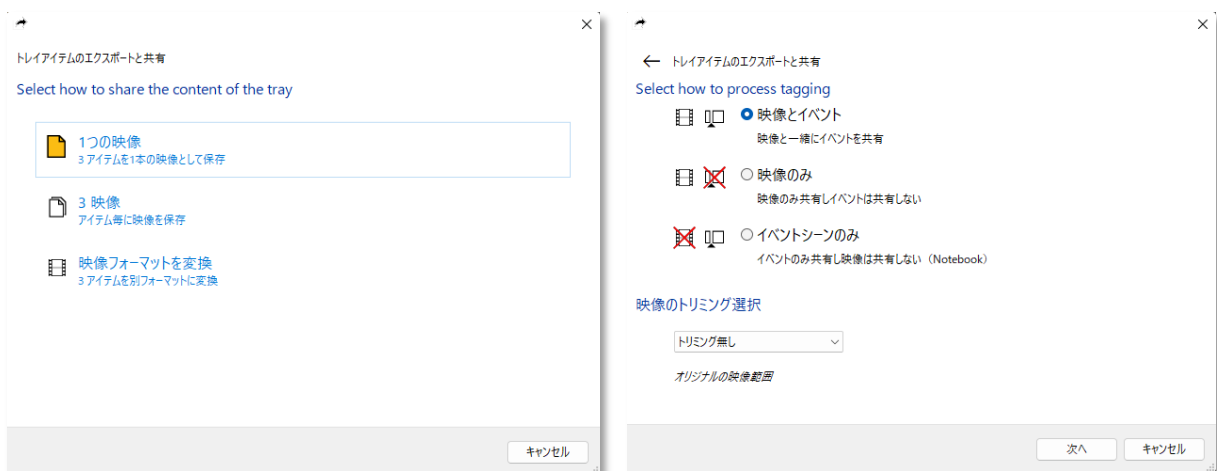 トレイアイテムのエクスポートと共有
Select how to share the content of the tray
1つの映像
3 アイテムを1本の映像として保存
3 映像
アイテム毎に映像を保存
映像フォーマットを変換
3 アイテムを別フォーマットに変換
キャンセル
トレイアイテムのエクスポートと共有
Select how to process tagging
映像とイベント
映像と一緒にイベントを共有
映像のみ
映像のみ共有しイベントは共有しない
イベントシーンのみ
イベントのみ共有し映像は共有しない（Notebook）
映像のトリミング選択
トリミング無し
オリジナルの映像範囲
次へ
キャンセル